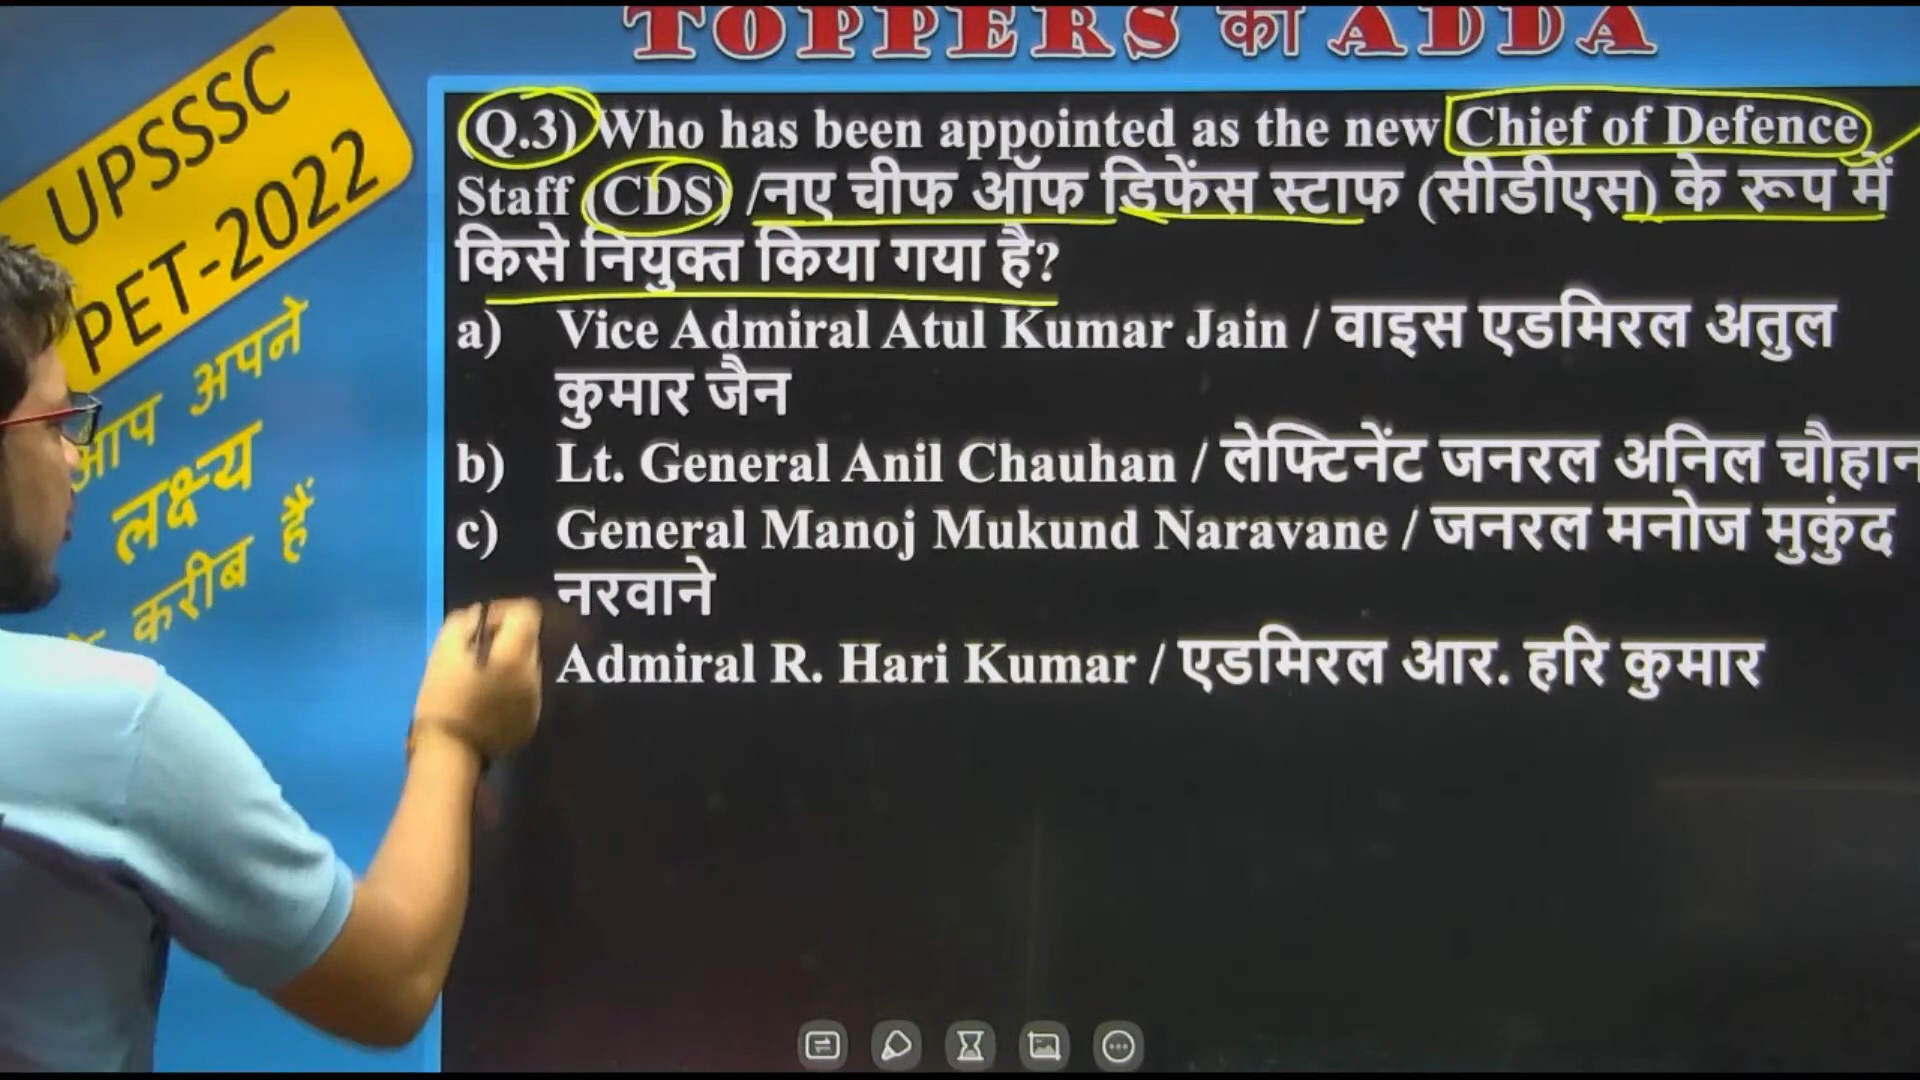 TOPPERS का ADDA
UPSSSC
PET-2022
आप अपने
लक्ष्य
करीब हैं
(Q.3) Who has been appointed as the new Chief of Defence
Staff (CDS) /नए चीफ ऑफ डिफेंस स्टाफ (सीडीएस) के रूप में
किसे नियुक्त किया गया है?
a) Vice Admiral Atul Kumar Jain / वाइस एडमिरल अतुल
कुमार जैन
b) Lt. General Anil Chauhan / लेफ्टिनेंट जनरल अनिल चौहान
c) General Manoj Mukund Naravane / जनरल मनोज मुकुंद
नरवाने
Admiral R. Hari Kumar / एडमिरल आर. हरि कुमार